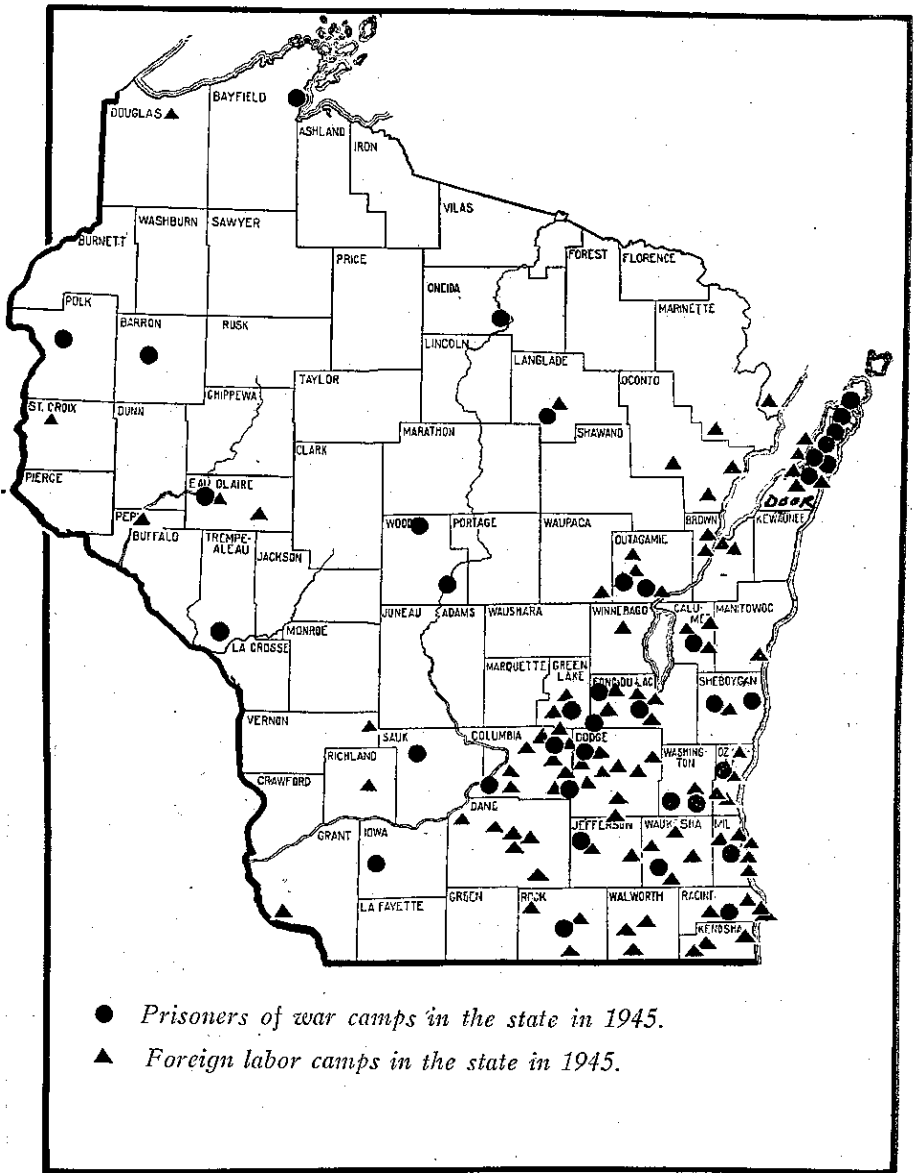 DOUGLAS
BAYFIELD
ASHLAND
IRON
VILAS
BURNETT
WASHBURN
SAWYER
PRICE
ONEIDA
FOREST
FLORENCE
MARINETTE
POLK
BARRON
RUSK
LINCOLN
LANGLADE
TAYLOR
OCONTO
ST. CROIX
DUNN
CHIPPEWA
MARATHON
SHAWANO
CLARK
PIERCE
EAU CLAIRE
DOOR
PEPI
BUFFALO
TREMPE-
ALEAU
JACKSON
WOOD
PORTAGE
WAUPACA
OUTAGAMIE
BROWN
KEWAUNEE
JUNEAU
ADAMS
WAUSHARA
WINNEBAGO
CALU-
MET
MANITOWOC
LA CROSSE
MONROE
MARQUETTE
GREEN
LAKE
FOND DU LAC
SHEBOYGAN
VERNON
SAUK
COLUMBIA
DODGE
WASHING-
TON
OZ
RICHLAND
CRAWFORD
DANE
JEFFERSON
WAUKESHA
MIL
GRANT
IOWA
LA FAYETTE
GREEN
ROCK
WALWORTH
RACINE
KENOSHA
Prisoners of war camps in the state in 1945.
Foreign labor camps in the state in 1945.